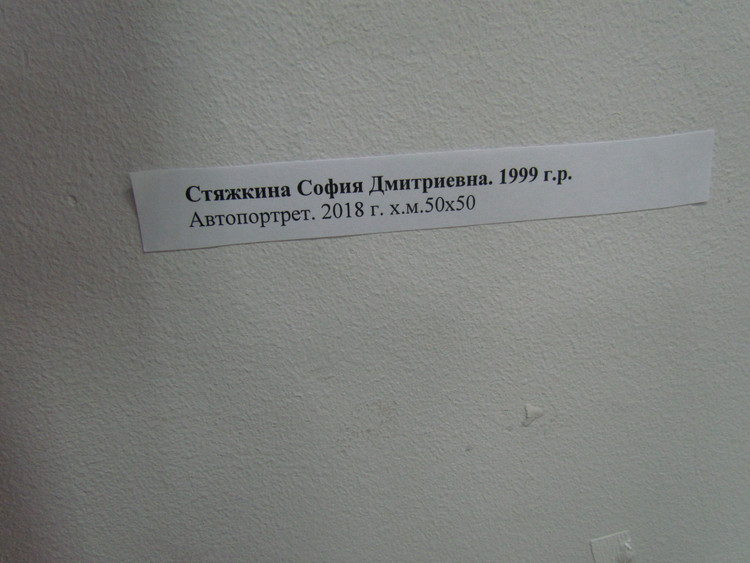 Стяжкина София Дмитриевна. 1999 г.р.
Автопортрет. 2018 г. х.м.50х50